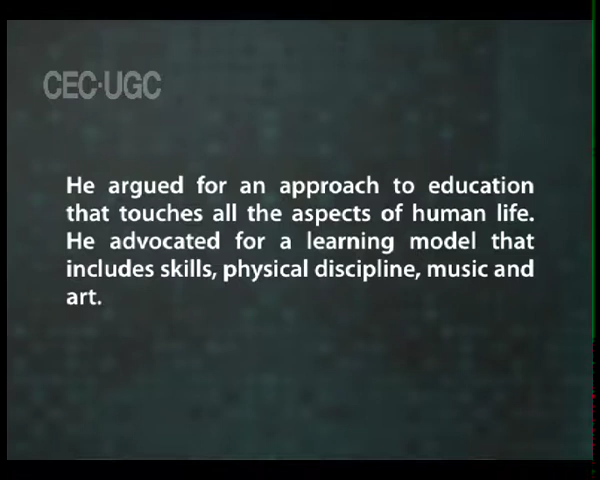 CEC-UGC
He argued for an approach to education
that touches all the aspects of human life.
He advocated for a learning model that
includes skills, physical discipline, music and
art.